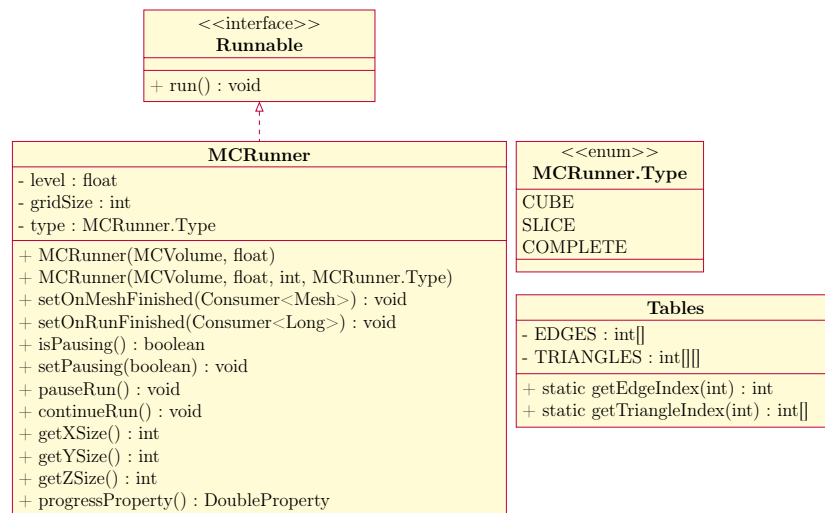 <<interface>>
Runnable
+ run() : void
MCRunner
- level : float
- gridSize : int
- type : MCRunner.Type
+ MCRunner(MCVolume, float)
+ MCRunner(MCVolume, float, int, MCRunner.Type)
+ setOnMeshFinished(Consumer<Mesh>) : void
+ setOnRunFinished(Consumer<Long>) : void
+ isPausing() : boolean
+ setPausing(boolean) : void
+ pauseRun() : void
+ continueRun() : void
+ getXSize() : int
+ getYSize() : int
+ getZSize() : int
+ progressProperty() : DoubleProperty
<<enum>>
MCRunner.Type
CUBE
SLICE
COMPLETE
Tables
- EDGES : int[]
- TRIANGLES : int[][]
+ static getEdgeIndex(int) : int
+ static getTriangleIndex(int) : int[]